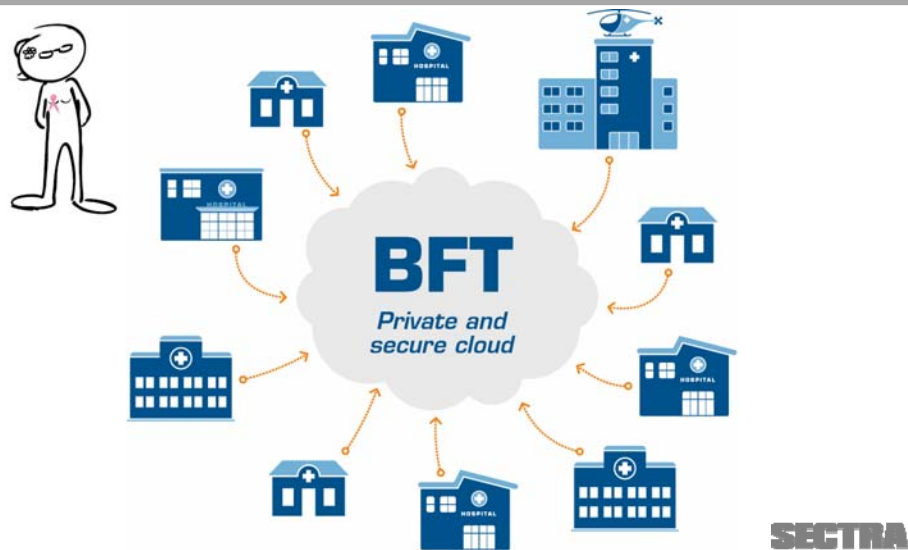 HOSPITAL
HOSPITAL
BFT
Private and
secure cloud
HOSPITAL
HOSPITAL
SECTRA